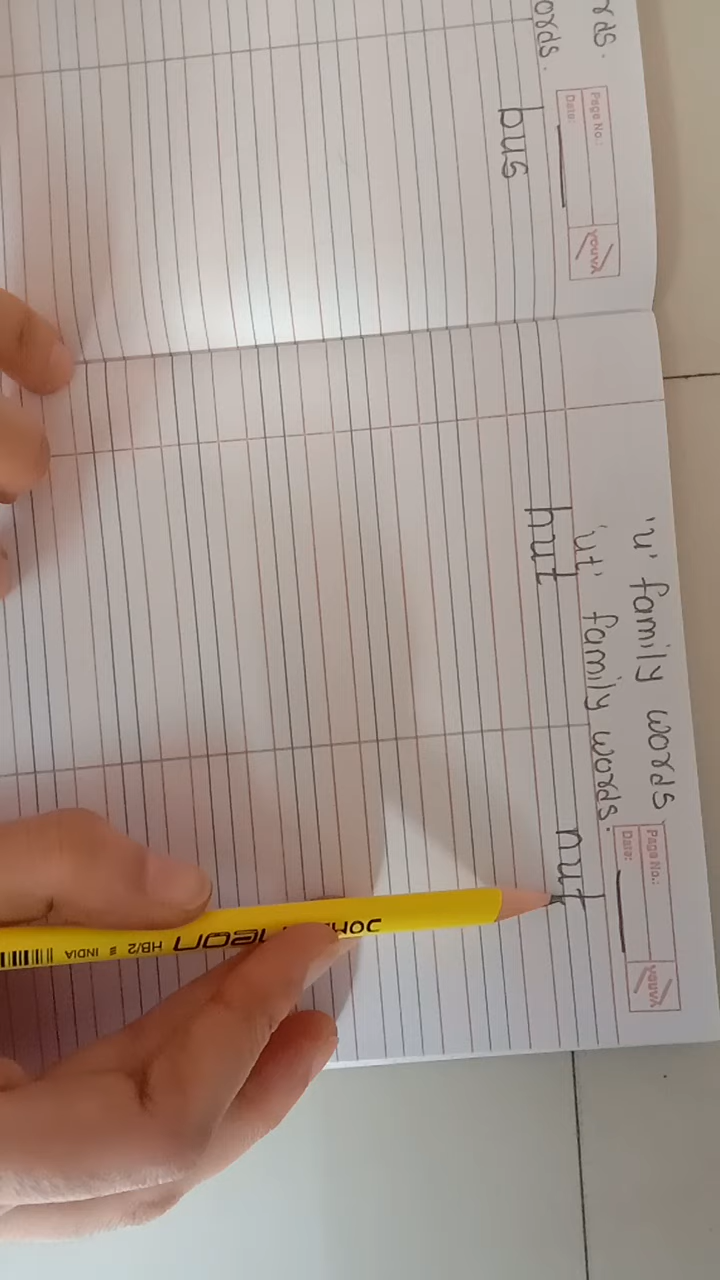 rds.
ords.
Page No.:
Date:
YOUVA
bus
'u' family words
'ut' family words.
Page No.:
Date:
YOUVA
hut
nut
HB/2 INDIA